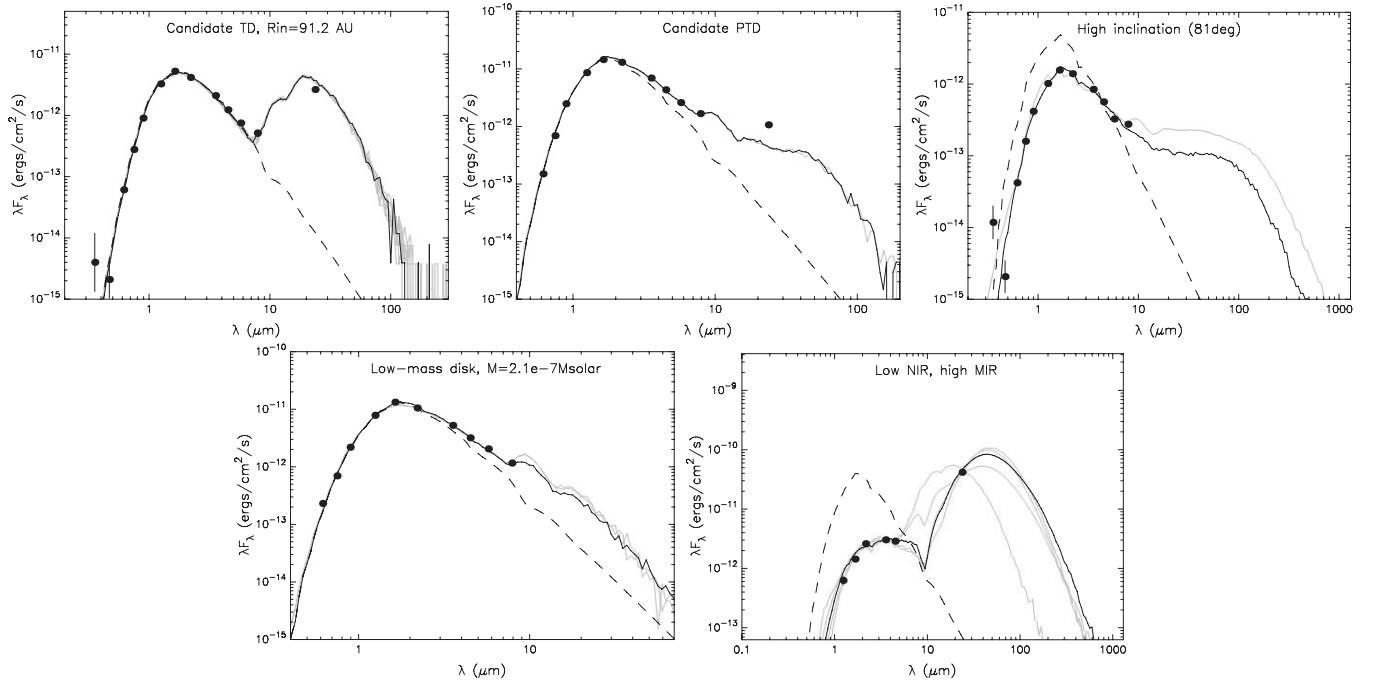 Candidate TD, Rin=91.2 AU
10⁻¹¹
10⁻¹²
10⁻¹³
10⁻¹⁴
10⁻¹⁵
λFλ (ergs/cm²/s)
1 10 100
λ (μm)
Candidate PTD
10⁻¹⁰
10⁻¹¹
10⁻¹²
10⁻¹³
10⁻¹⁴
10⁻¹⁵
λFλ (ergs/cm²/s)
1 10 100
λ (μm)
High inclination (81deg)
10⁻¹¹
10⁻¹²
10⁻¹³
10⁻¹⁴
10⁻¹⁵
λFλ (ergs/cm²/s)
1 10 100 1000
λ (μm)
Low-mass disk, M=2.1e-7Msolar
10⁻¹⁰
10⁻¹¹
10⁻¹²
10⁻¹³
10⁻¹⁴
10⁻¹⁵
λFλ (ergs/cm²/s)
1 10
λ (μm)
Low NIR, high MIR
10⁻⁹
10⁻¹⁰
10⁻¹¹
10⁻¹²
10⁻¹³
λFλ (ergs/cm²/s)
0.1 1 10 100 1000
λ (μm)